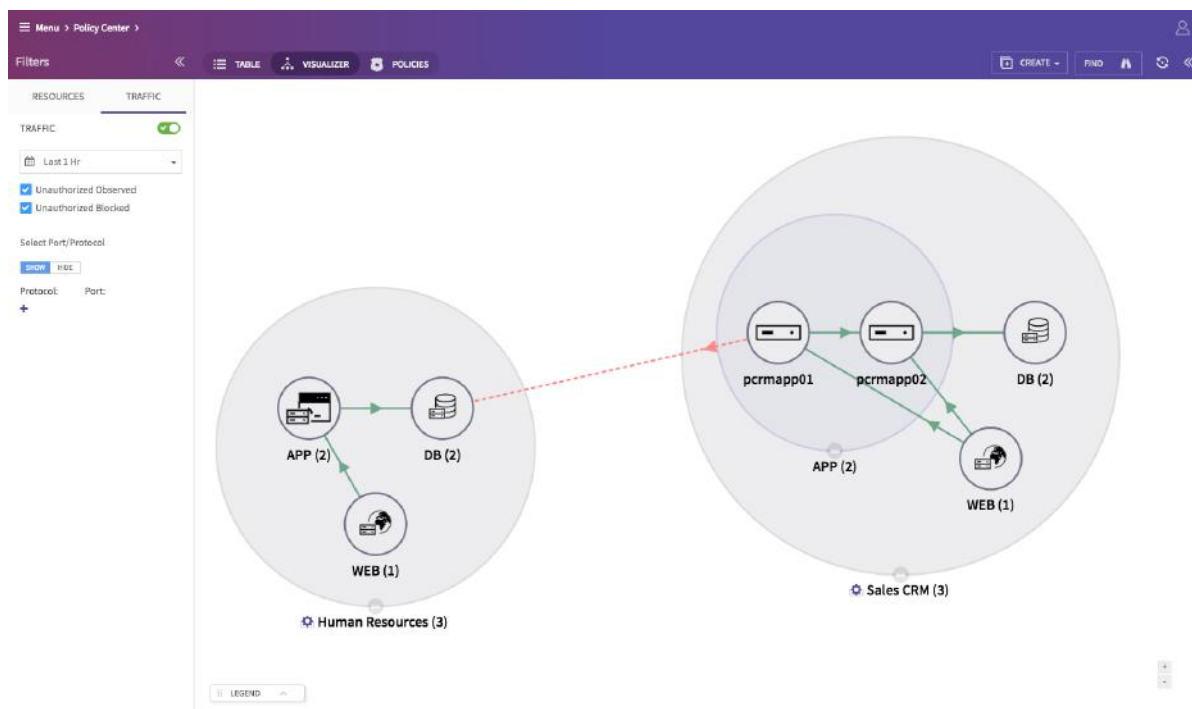 Menu > Policy Center >
Filters
TABLE
VISUALIZER
POLICIES
CREATE
FIND
RESOURCES
TRAFFIC
TRAFFIC
Last 1 Hr
Unauthorized Observed
Unauthorized Blocked
Select Port/Protocol
SHOW
HIDE
Protocol: Port:
+
APP (2)
DB (2)
WEB (1)
Human Resources (3)
pcrmapp01
pcrmapp02
DB (2)
APP (2)
WEB (1)
Sales CRM (3)
LEGEND
+
-